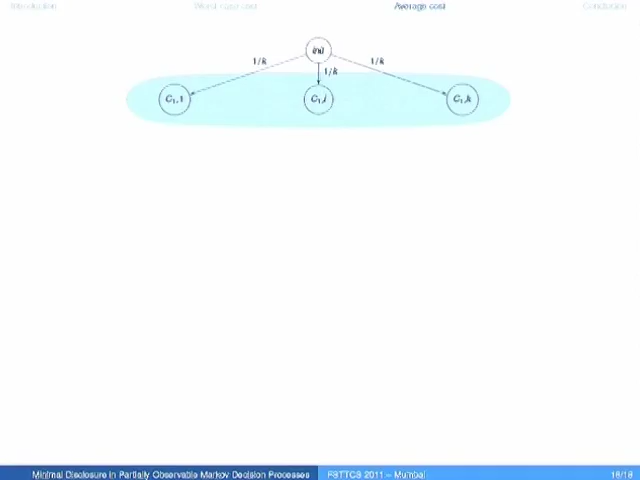 Introduction Worst case cost Average cost Conclusion
init
1/k 1/k 1/k
C₁,1 C₁,i C₁,k
Minimal Disclosure in Partially Observable Markov Decision Processes FSTTCS 2011 – Mumbai 16/18